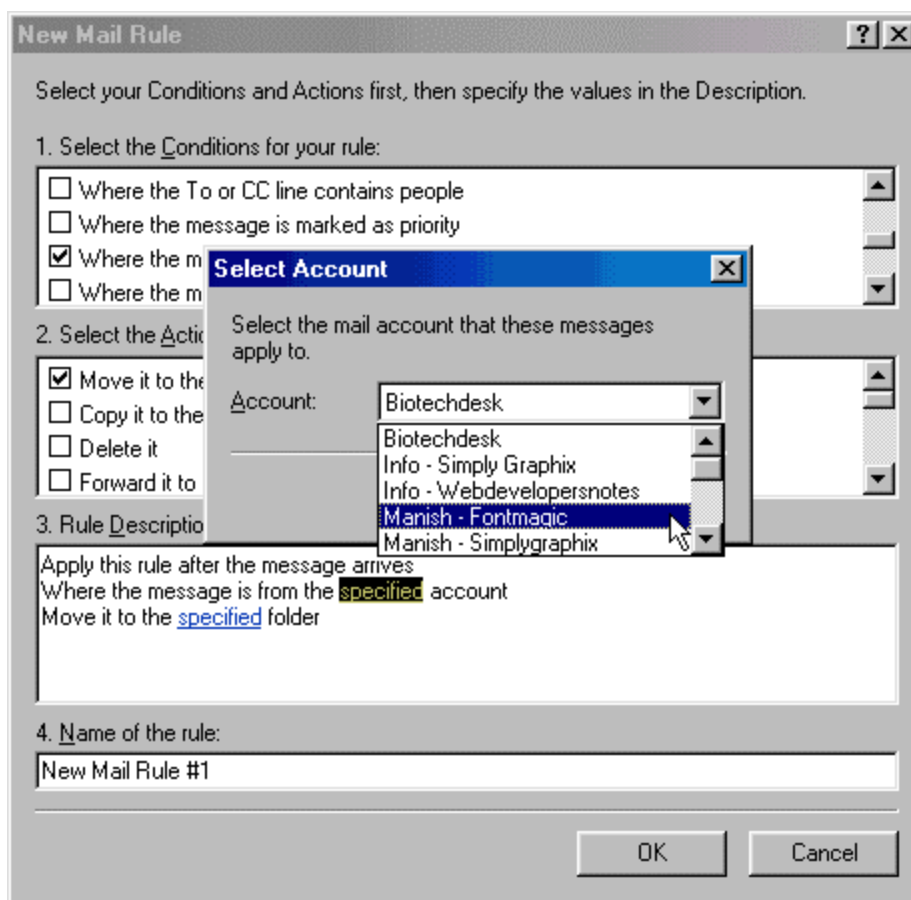 New Mail Rule
Select your Conditions and Actions first, then specify the values in the Description.
1. Select the Conditions for your rule:
Where the To or CC line contains people
Where the message is marked as priority
Where the m
Where the m
Select Account
Select the mail account that these messages
apply to.
Account:
Biotechdesk
Biotechdesk
Info - Simply Graphix
Info - Webdevelopersnotes
Manish - Fontmagic
Manish - Simplygraphix
2. Select the Actio
Move it to the
Copy it to the
Delete it
Forward it to
3. Rule Descriptio
Apply this rule after the message arrives
Where the message is from the specified account
Move it to the specified folder
4. Name of the rule:
New Mail Rule #1
OK
Cancel